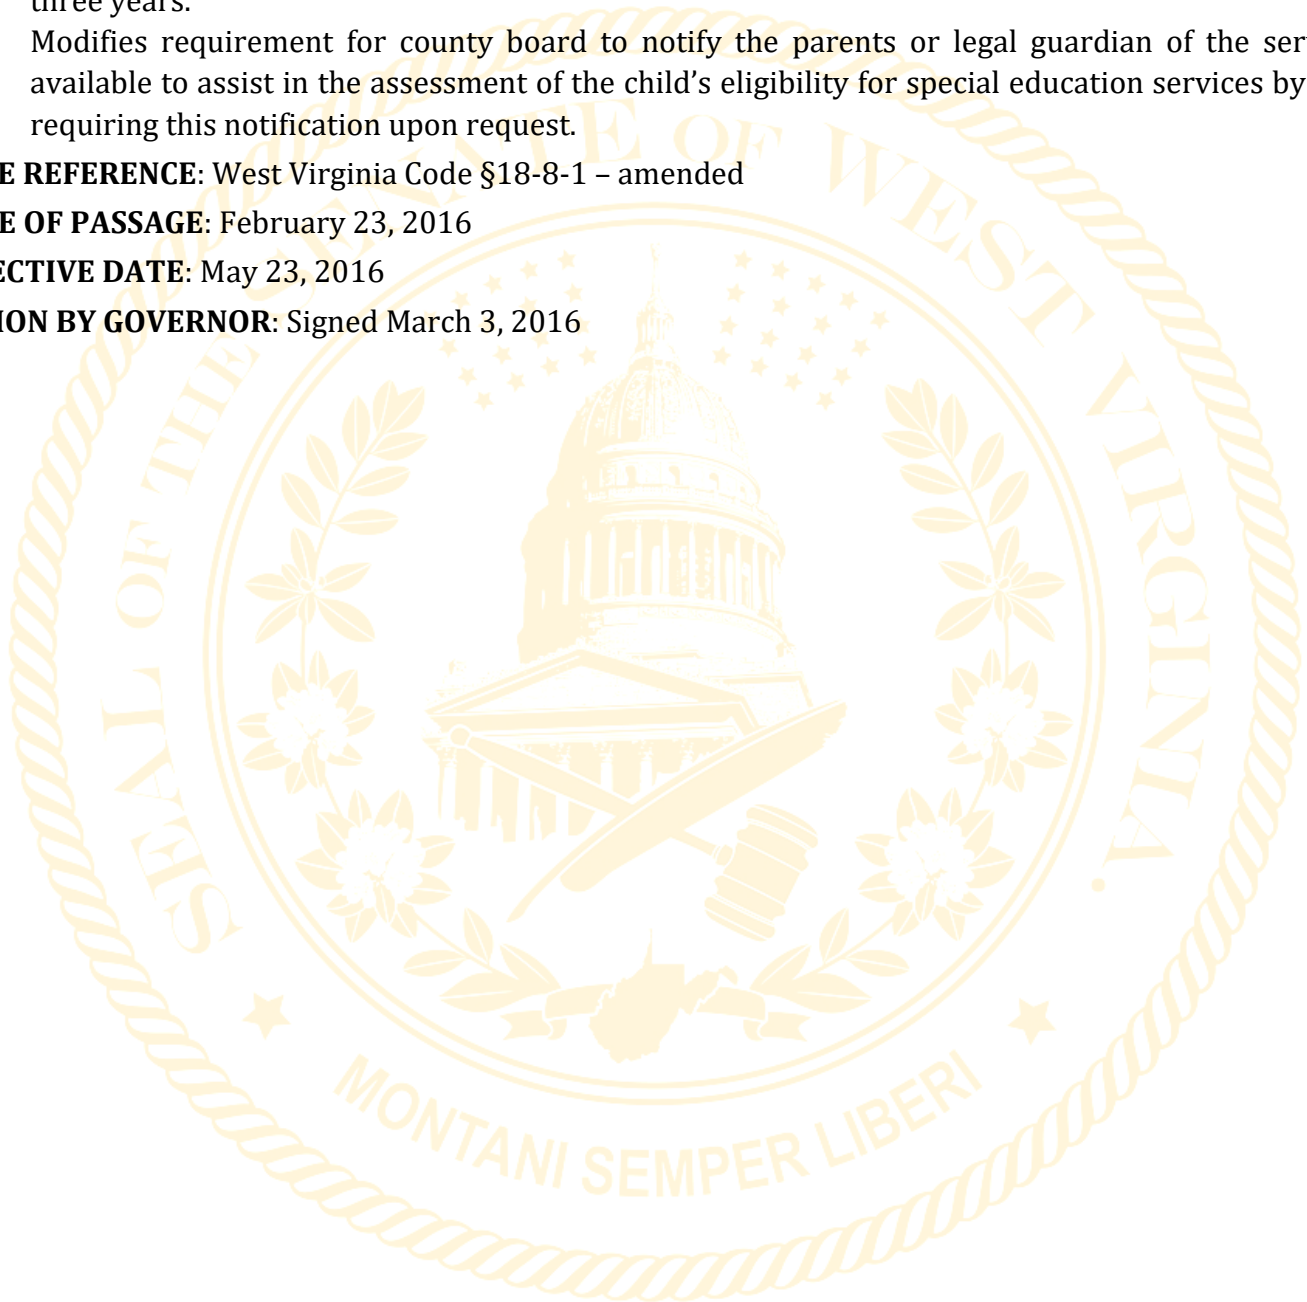 three years.
Modifies requirement for county board to notify the parents or legal guardian of the ser
available to assist in the assessment of the child’s eligibility for special education services by
requiring this notification upon request.
E REFERENCE: West Virginia Code §18-8-1 – amended
E OF PASSAGE: February 23, 2016
ECTIVE DATE: May 23, 2016
ION BY GOVERNOR: Signed March 3, 2016
SEAL OF THE SENATE OF WEST VIRGINIA.
MONTANI SEMPER LIBERI